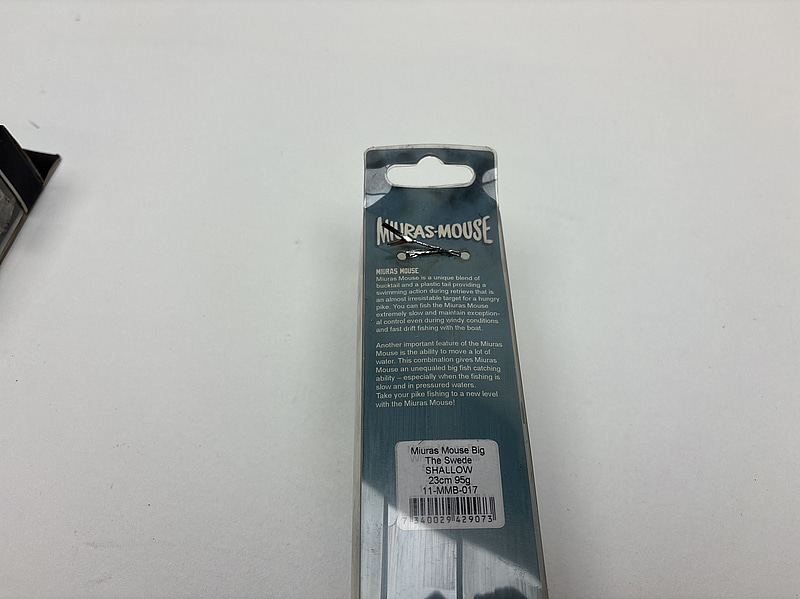 MIURAS-MOUSE
MIURAS MOUSE
Miuras Mouse is a unique blend of
bucktail and a plastic tail providing a
swimming action during retrieve that is
an almost irresistable target for a hungry
pike. You can fish the Miuras Mouse
extremely slow and maintain exception-
al control even during windy conditions
and fast drift fishing with the boat.
Another important feature of the Miuras
Mouse is the ability to move a lot of
water. This combination gives Miuras
Mouse an unequaled big fish catching
ability – especially when the fishing is
slow and in pressured waters.
Take your pike fishing to a new level
with the Miuras Mouse!
Miuras Mouse Big
The Swede
SHALLOW
23cm 95g
11-MMB-017
7 340029 429073